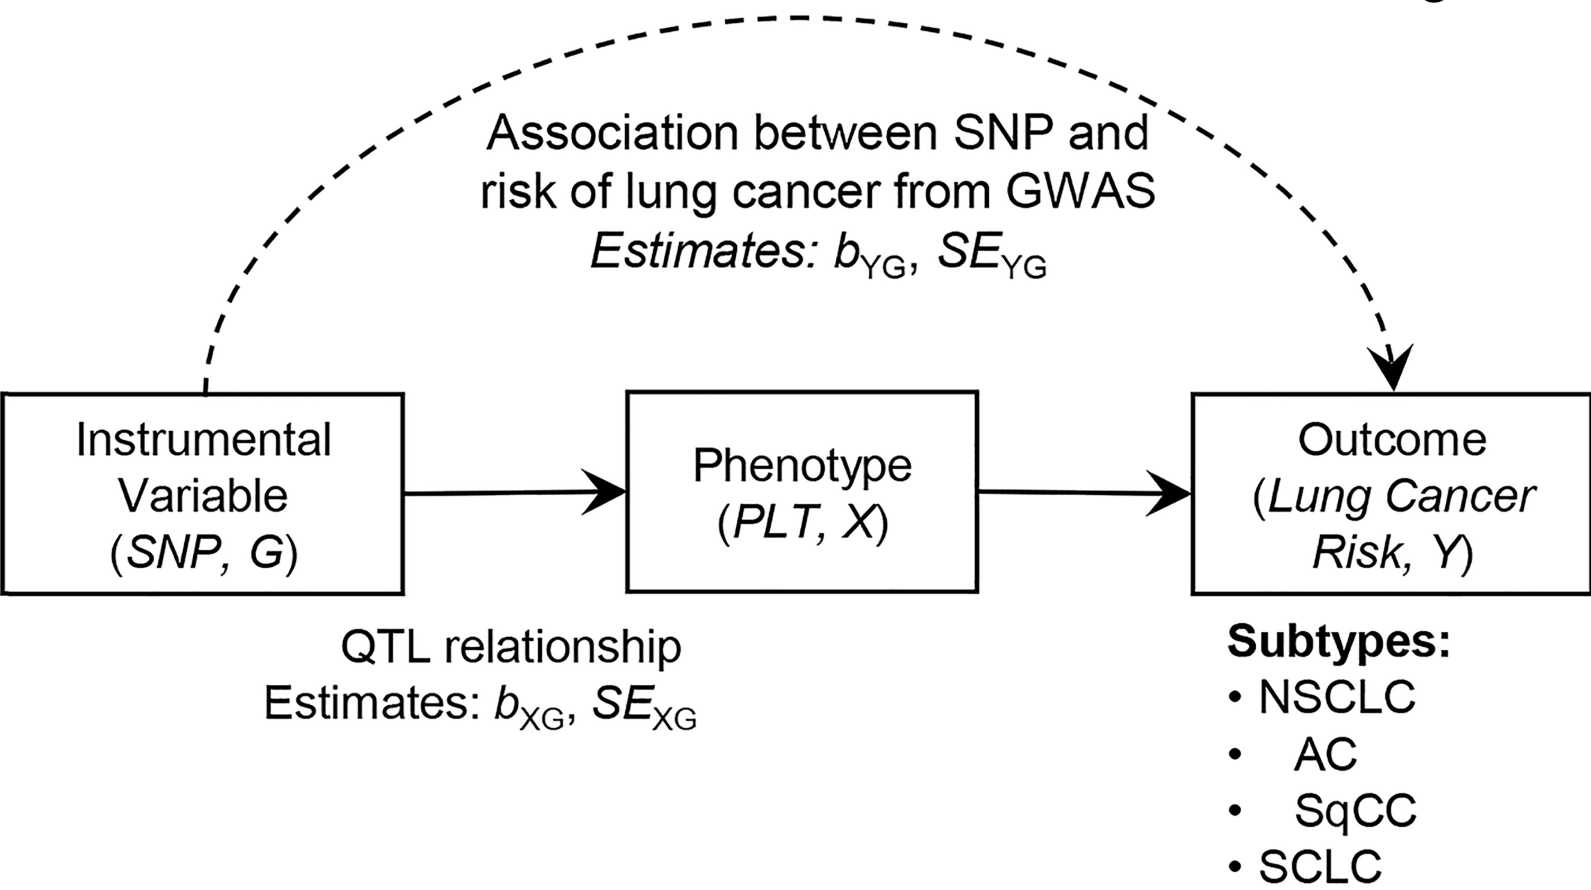 Association between SNP and
risk of lung cancer from GWAS
Estimates: bYG, SEYG
Instrumental
Variable
(SNP, G)
Phenotype
(PLT, X)
Outcome
(Lung Cancer
Risk, Y)
QTL relationship
Estimates: bXG, SEXG
Subtypes:
• NSCLC
• AC
• SqCC
• SCLC